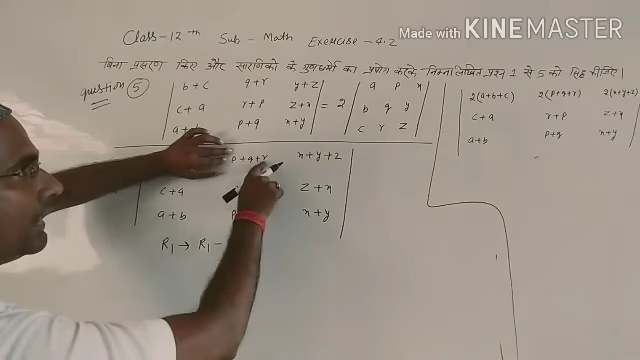 Made with KINEMASTER
Class-12th Sub-Math Exercise-4.2
बिना प्रसरण किए और सारणिकों के गुणधर्मों का प्रयोग करके निम्नलिखित प्रश्न 1 से 5 को सिद्ध कीजिए।
Question 5 | b+c q+r y+z | a p x
c+a r+p z+x = 2 b q y
a+b p+q x+y c r z
2(a+b+c) 2(p+q+r) 2(x+y+z)
c+a r+p z+x
a+b p+q x+y
p+q+r x+y+z
c+a z+x
a+b p x+y
R₁ → R₁ -